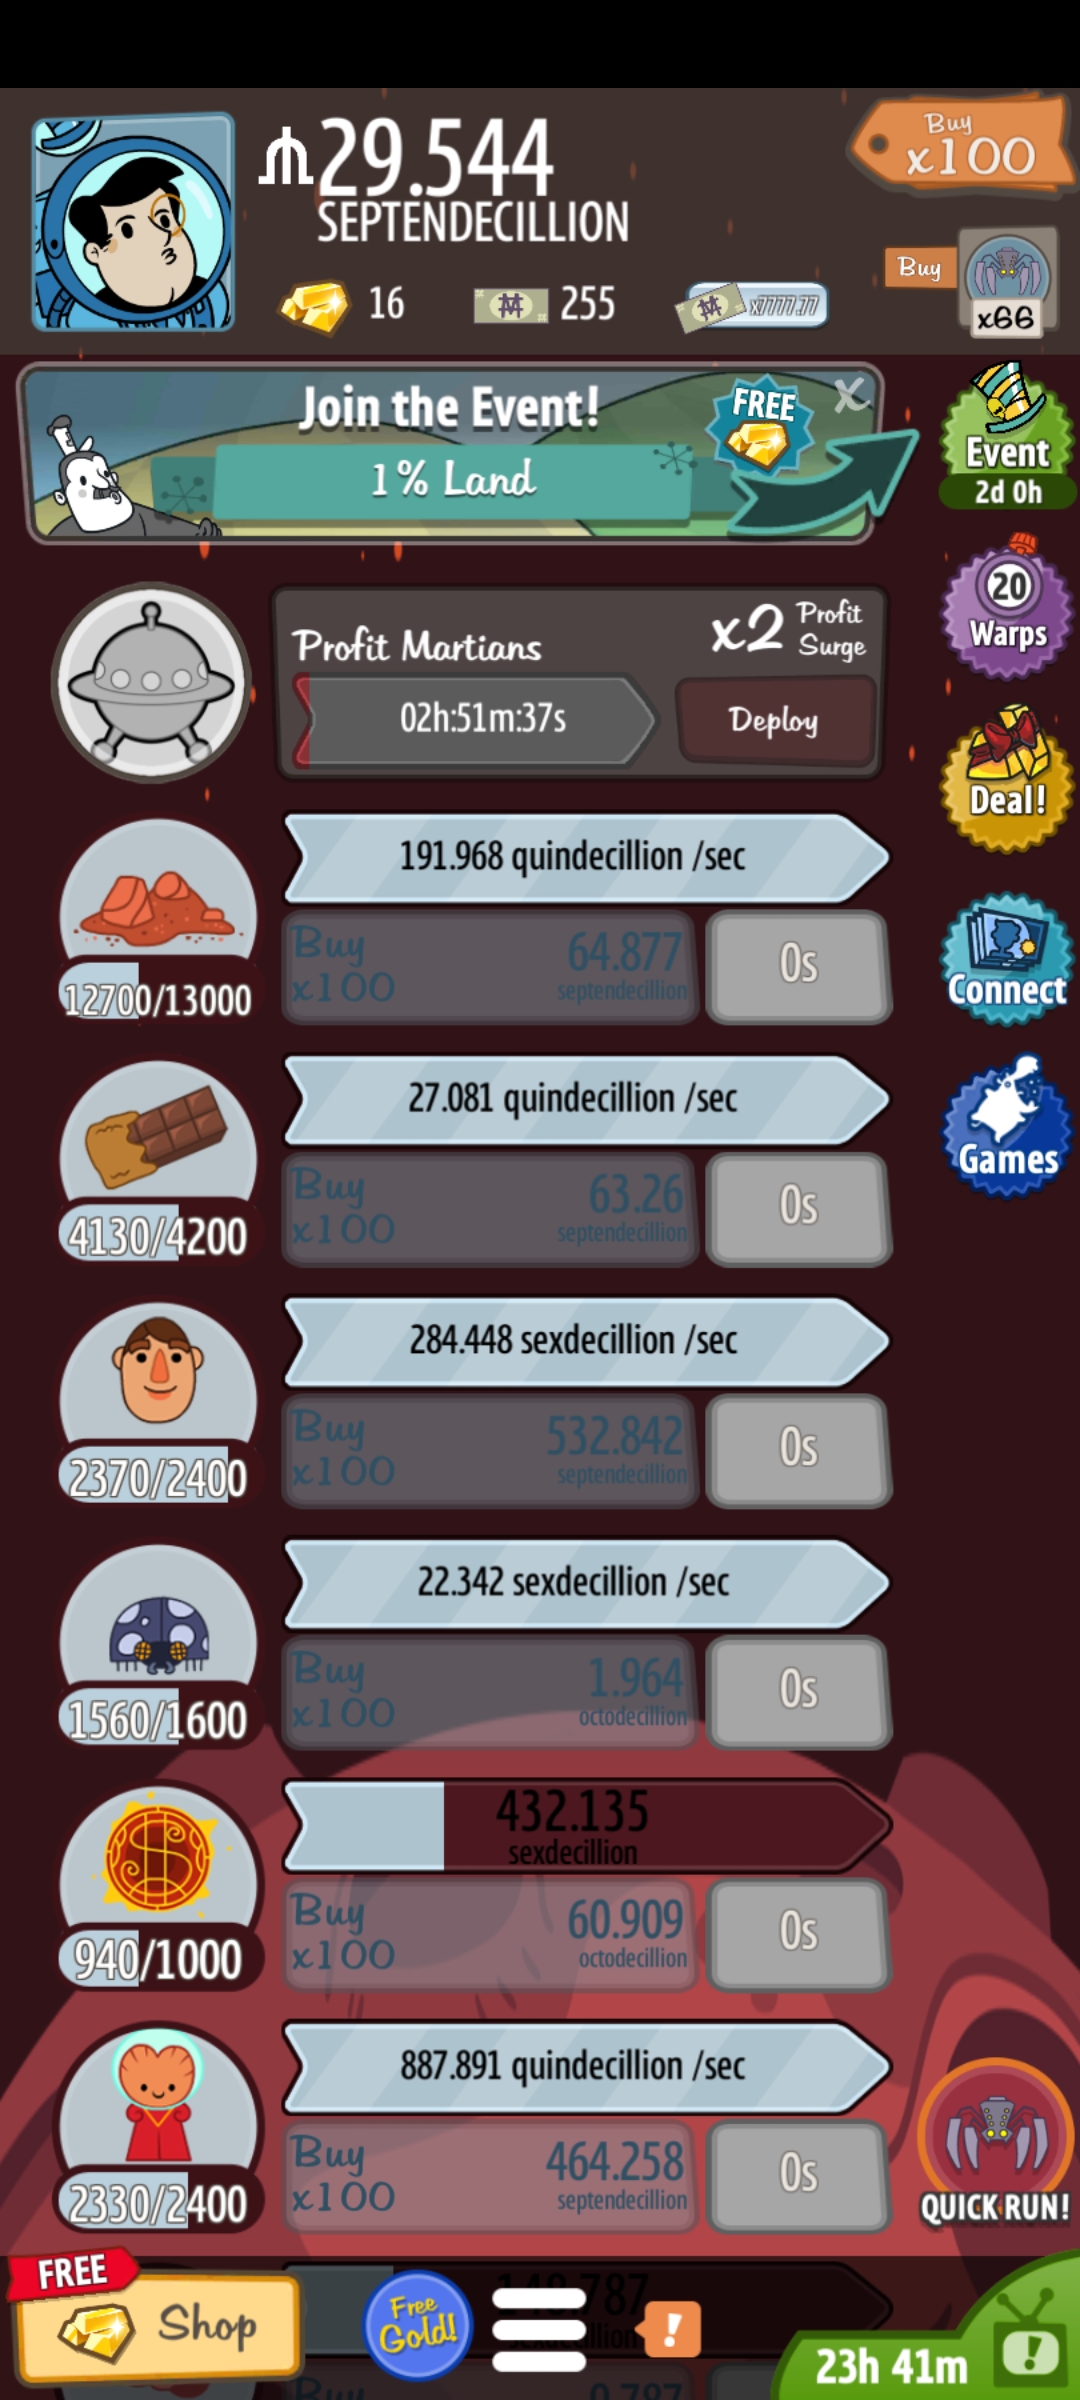 29.544
SEPTENDECILLION
Buy
x100
16
255
x7777.77
Buy
x66
Join the Event!
1% Land
FREE
X
Event
2d 0h
20
Warps
Profit Martians
x2 Profit Surge
02h:51m:37s
Deploy
Deal!
191.968 quindecillion /sec
Buy
x100
64.877
septendecillion
0s
12700/13000
Connect
27.081 quindecillion /sec
Buy
x100
63.26
septendecillion
0s
4130/4200
Games
284.448 sexdecillion /sec
Buy
x100
532.842
septendecillion
0s
2370/2400
22.342 sexdecillion /sec
Buy
x100
1.964
octodecillion
0s
1560/1600
432.135
sexdecillion
Buy
x100
60.909
octodecillion
0s
940/1000
887.891 quindecillion /sec
Buy
x100
464.258
septendecillion
0s
2330/2400
QUICK RUN!
FREE
Shop
Free
Gold!
!
23h 41m
!
Buy
0.787